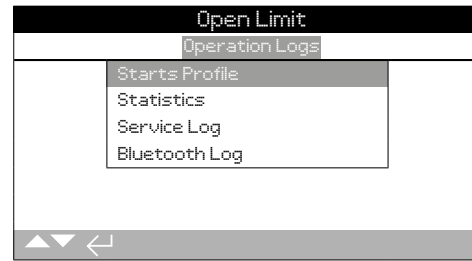 Open Limit
Operation Logs
Starts Profile
Statistics
Service Log
Bluetooth Log